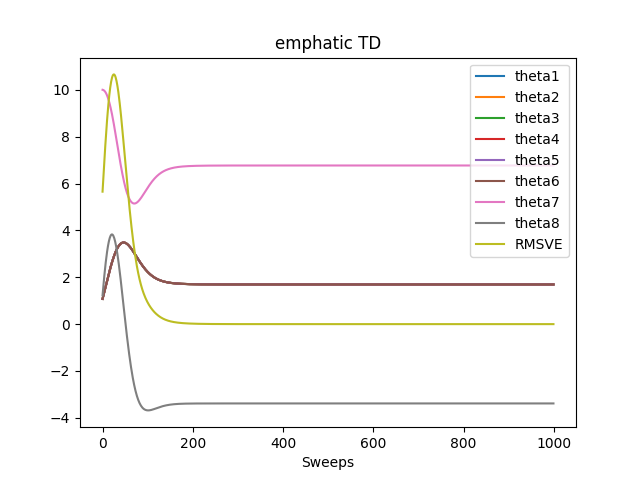 emphatic TD
theta1
theta2
theta3
theta4
theta5
theta6
theta7
theta8
RMSVE
10
8
6
4
2
0
−2
−4
0 200 400 600 800 1000
Sweeps